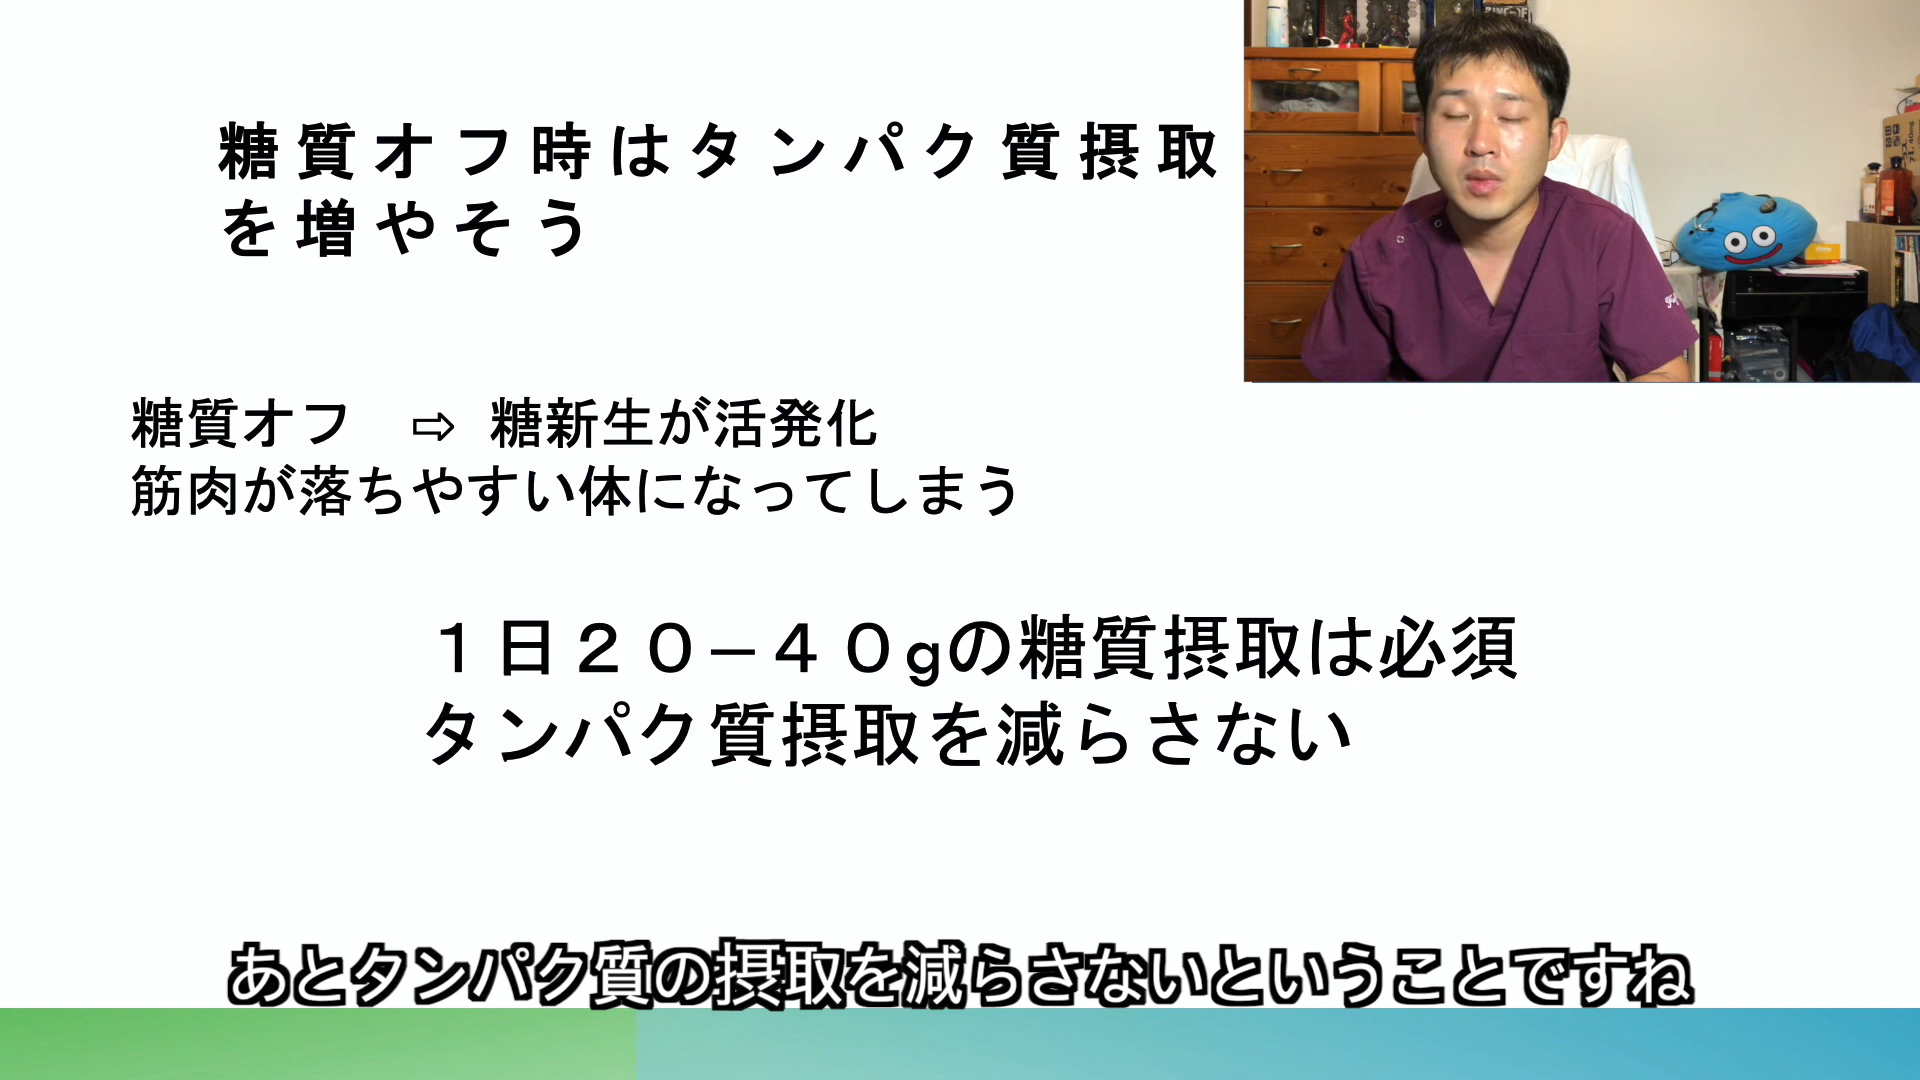 糖質オフ時はタンパク質摂取
を増やそう
糖質オフ ⇨ 糖新生が活発化
筋肉が落ちやすい体になってしまう
１日２０－４０gの糖質摂取は必須
タンパク質摂取を減らさない
あとタンパク質の摂取を減らさないということですね